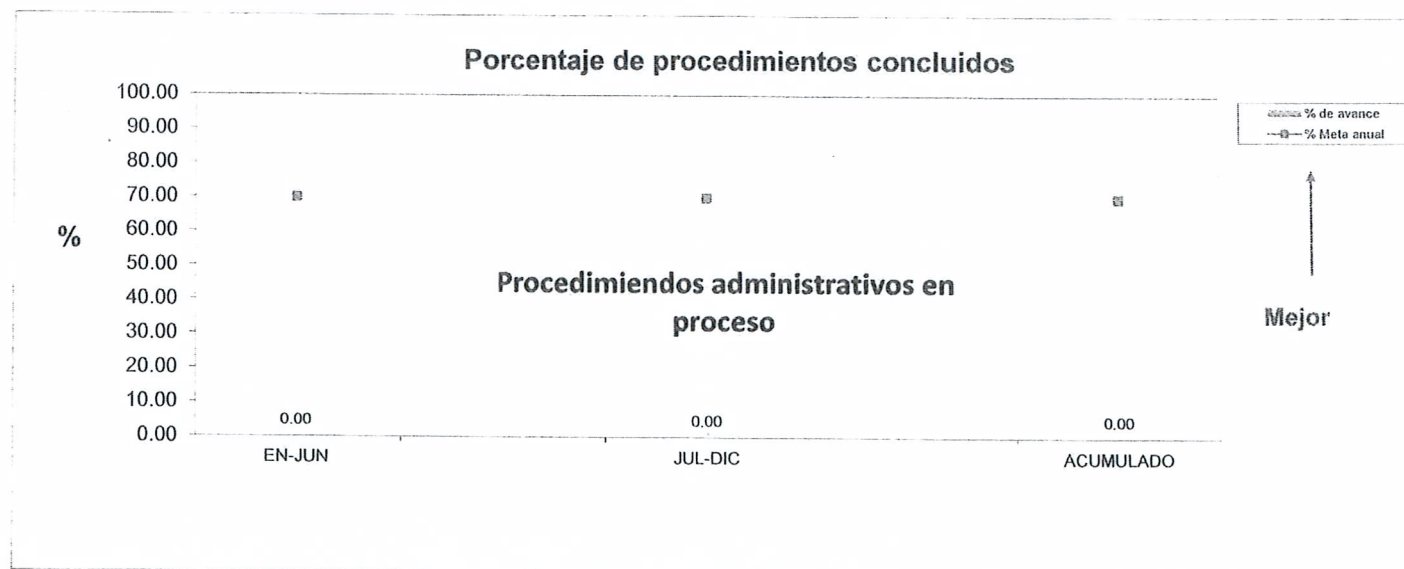 Porcentaje de procedimientos concluidos
100.00
90.00
80.00
70.00
60.00
50.00
40.00
30.00
20.00
10.00
0.00
%
Procedimiendos administrativos en
proceso
0.00
0.00
0.00
EN-JUN
JUL-DIC
ACUMULADO
% de avance
% Meta anual
Mejor